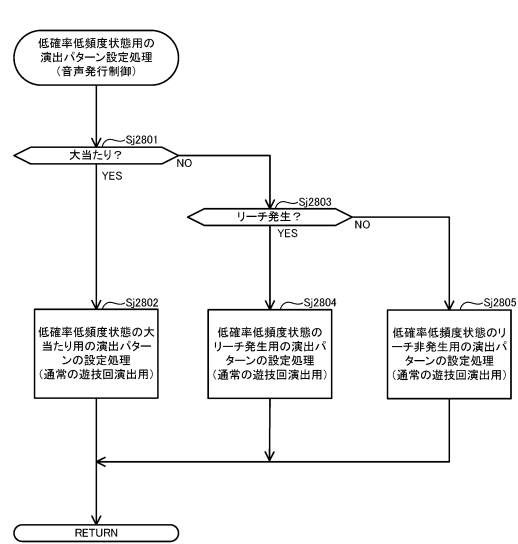 低確率低頻度状態用の
演出パターン設定処理
（音声発行制御）
Sj2801
大当たり？
NO
YES
Sj2803
リーチ発生？
NO
YES
Sj2802
低確率低頻度状態の大
当たり用の演出パター
ンの設定処理
（通常の遊技回演出用）
Sj2804
低確率低頻度状態の
リーチ発生用の演出パ
ターンの設定処理
（通常の遊技回演出用）
Sj2805
低確率低頻度状態のリ
ーチ非発生用の演出パ
ターンの設定処理
（通常の遊技回演出用）
RETURN